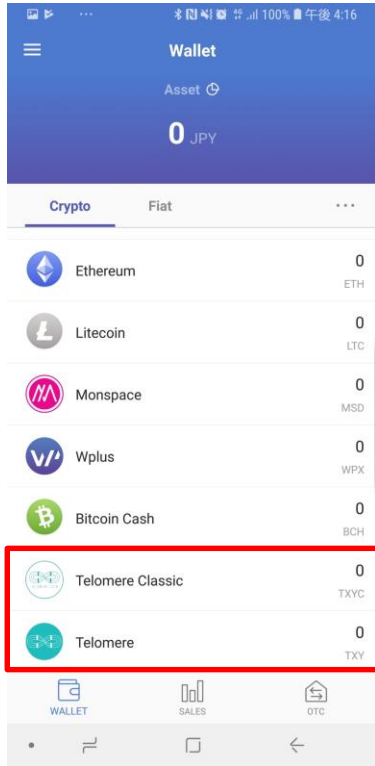 100% 午後 4:16
Wallet
Asset
0 JPY
Crypto Fiat
Ethereum 0
ETH
Litecoin 0
LTC
Monspace 0
MSD
Wplus 0
WPX
Bitcoin Cash 0
BCH
Telomere Classic 0
TXYC
Telomere 0
TXY
WALLET SALES OTC